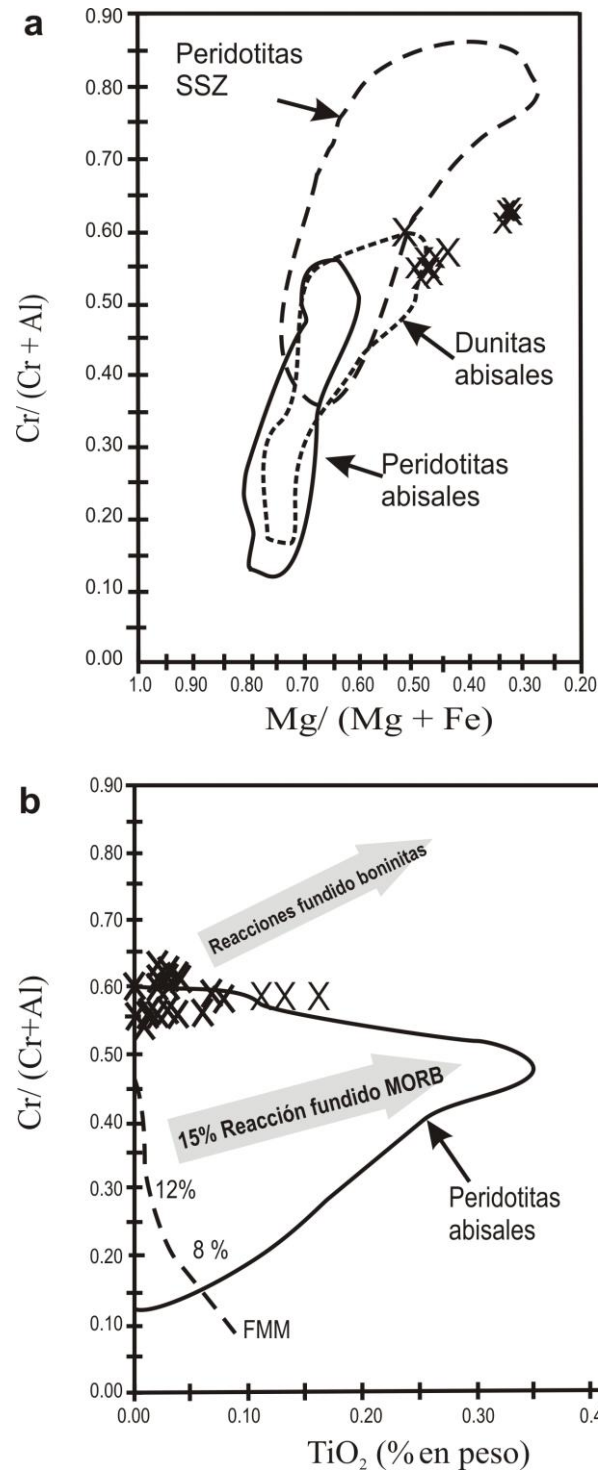 a
0.90
0.80
0.70
0.60
0.50
0.40
0.30
0.20
0.10
0.00
Cr/ (Cr + Al)
Peridotitas
SSZ
Dunitas
abisales
Peridotitas
abisales
1.0 0.90 0.80 0.70 0.60 0.50 0.40 0.30 0.20
Mg/ (Mg + Fe)
b
0.90
0.80
0.70
0.60
0.50
0.40
0.30
0.20
0.10
0.00
Cr/ (Cr+Al)
Reacciones fundido boninitas
15% Reacción fundido MORB
12%
8 %
FMM
Peridotitas
abisales
0.00 0.10 0.20 0.30 0.4
TiO₂ (% en peso)